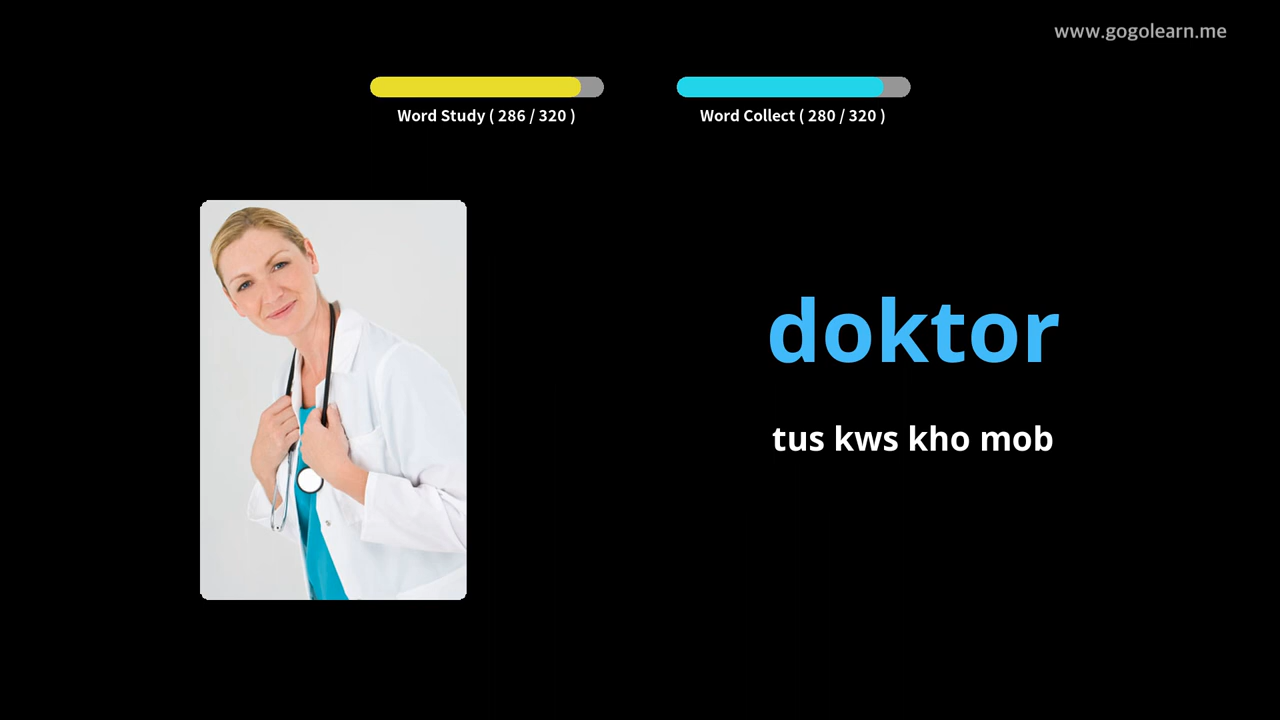 www.gogolearn.me
Word Study ( 286 / 320 )
Word Collect ( 280 / 320 )
doktor
tus kws kho mob